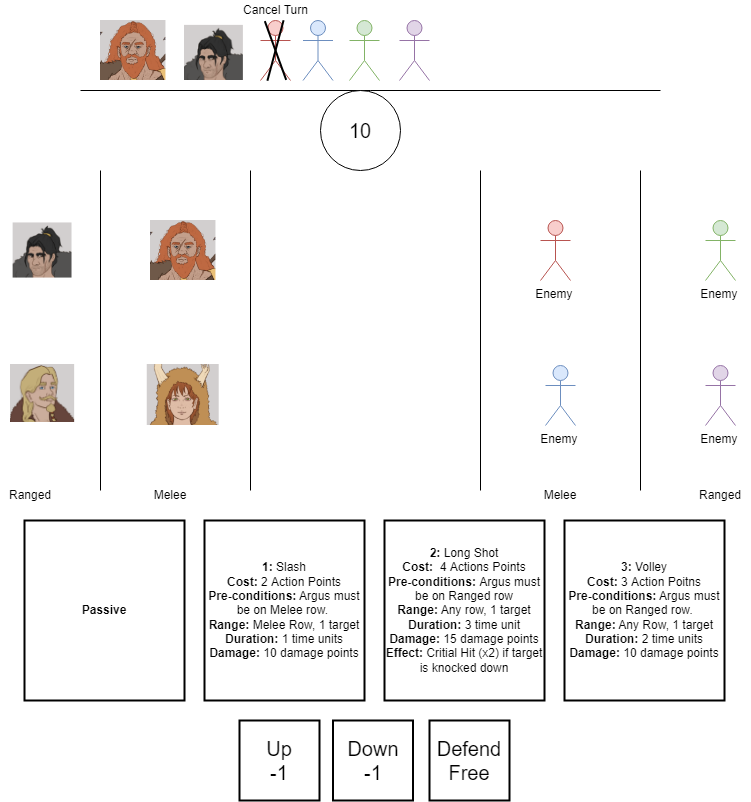 Cancel Turn
10
Enemy
Enemy
Enemy
Enemy
Ranged
Melee
Melee
Ranged
Passive
1: Slash
Cost: 2 Action Points
Pre-conditions: Argus must
be on Melee row.
Range: Melee Row, 1 target
Duration: 1 time units
Damage: 10 damage points
2: Long Shot
Cost:  4 Actions Points
Pre-conditions: Argus must
be on Ranged row
Range: Any row, 1 target
Duration: 3 time unit
Damage: 15 damage points
Effect: Critial Hit (x2) if target
is knocked down
3: Volley
Cost: 3 Action Poitns
Pre-conditions: Argus must
be on Ranged row.
Range: Any Row, 1 target
Duration: 2 time units
Damage: 10 damage points
Up
-1
Down
-1
Defend
Free